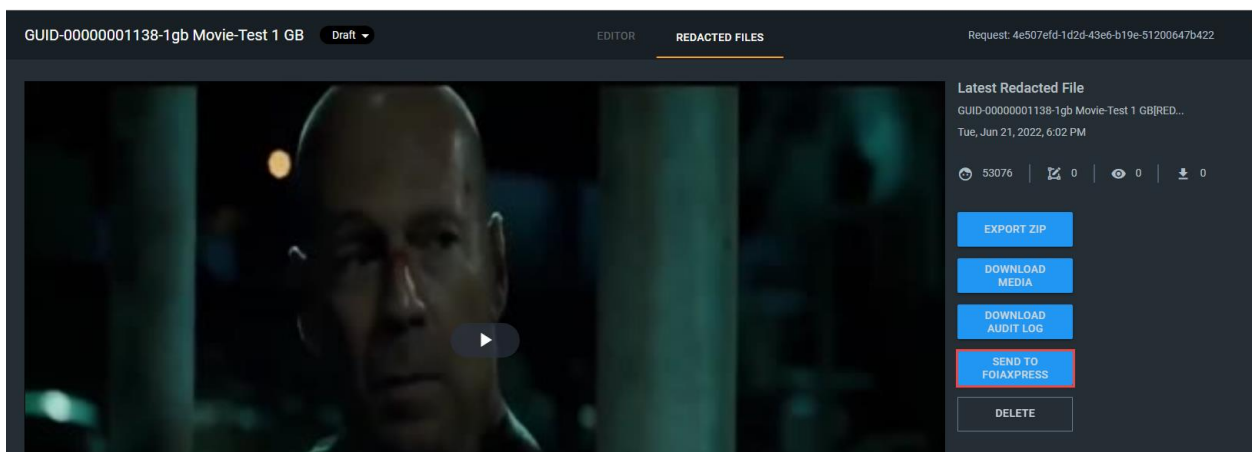 GUID-00000001138-1gb Movie-Test 1 GB Draft EDITOR REDACTED FILES Request: 4e507efd-1d2d-43e6-b19e-51200647b422
Latest Redacted File
GUID-00000001138-1gb Movie-Test 1 GB[RED...
Tue, Jun 21, 2022, 6:02 PM
53076 0 0 0
EXPORT ZIP
DOWNLOAD
MEDIA
DOWNLOAD
AUDIT LOG
SEND TO
FOIAXPRESS
DELETE